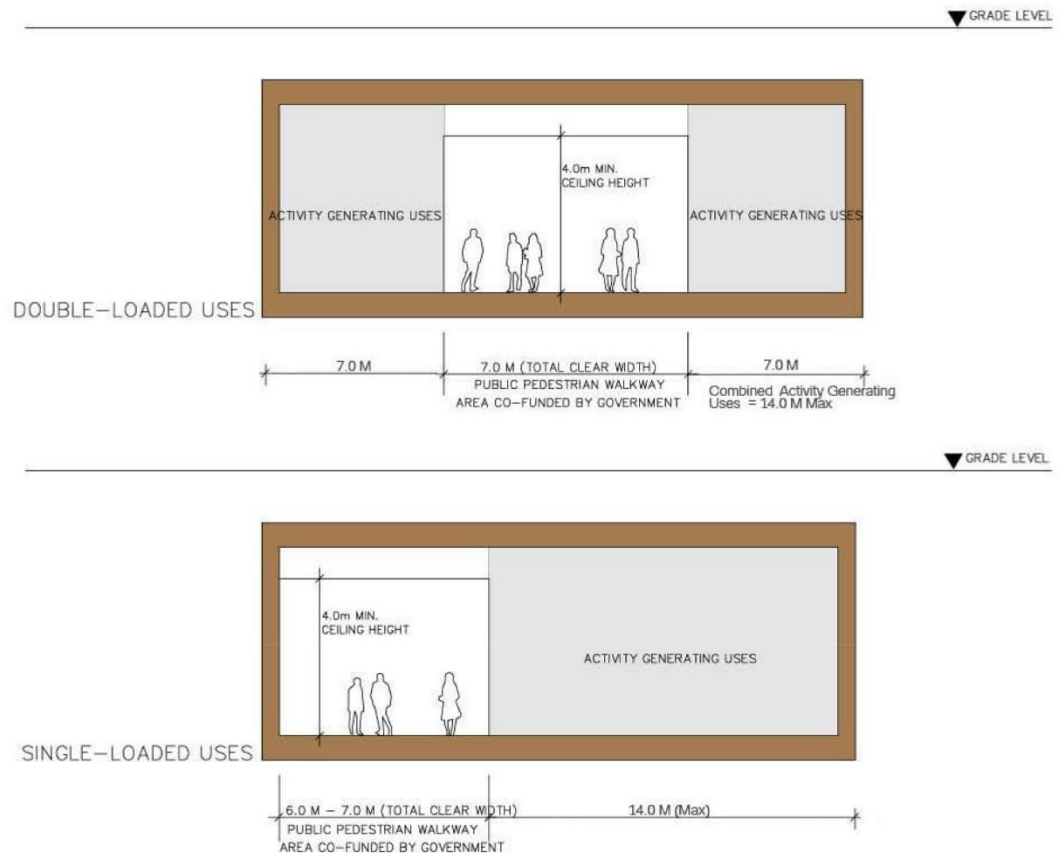 GRADE LEVEL
4.0m MIN.
CEILING HEIGHT
ACTIVITY GENERATING USES
ACTIVITY GENERATING USES
DOUBLE-LOADED USES
7.0 M
7.0 M (TOTAL CLEAR WIDTH)
PUBLIC PEDESTRIAN WALKWAY
AREA CO-FUNDED BY GOVERNMENT
7.0 M
Combined Activity Generating
Uses = 14.0 M Max
GRADE LEVEL
4.0m MIN.
CEILING HEIGHT
ACTIVITY GENERATING USES
SINGLE-LOADED USES
6.0 M - 7.0 M (TOTAL CLEAR WIDTH)
PUBLIC PEDESTRIAN WALKWAY
AREA CO-FUNDED BY GOVERNMENT
14.0 M (Max)